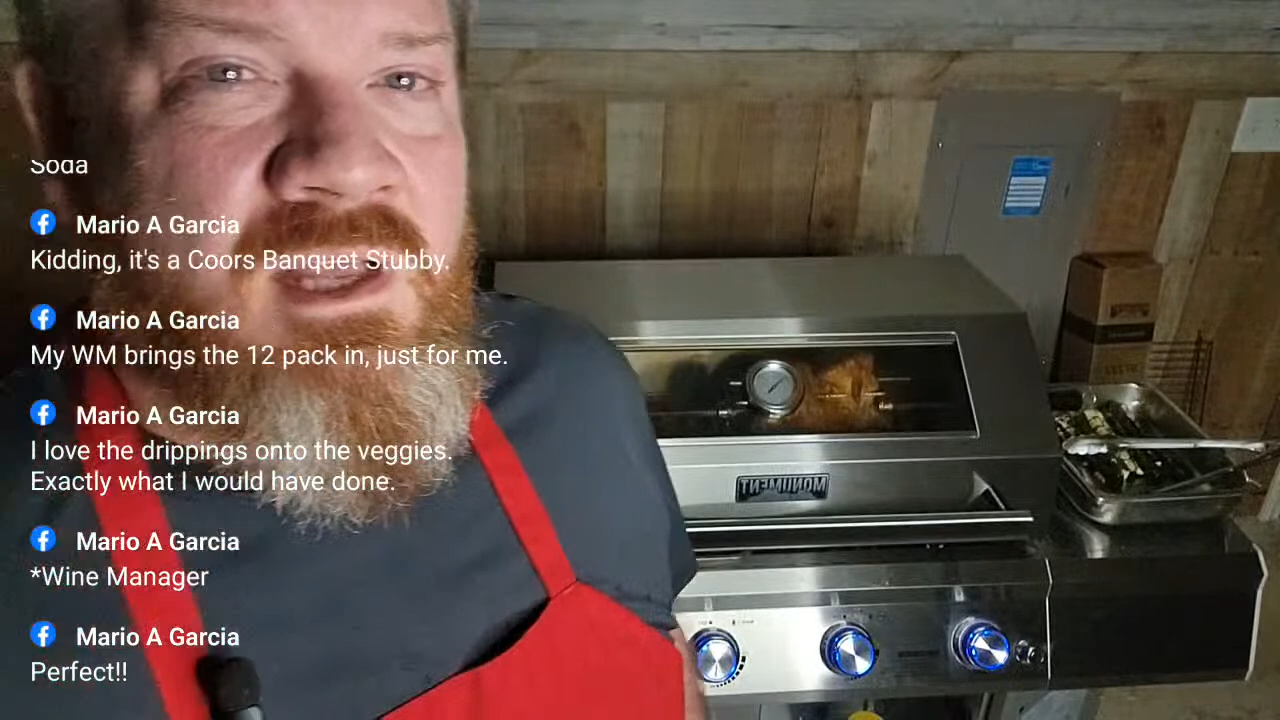 Soda
Mario A Garcia
Kidding, it's a Coors Banquet Stubby.
Mario A Garcia
My WM brings the 12 pack in, just for me.
Mario A Garcia
I love the drippings onto the veggies.
Exactly what I would have done.
Mario A Garcia
*Wine Manager
Mario A Garcia
Perfect!!
MONUMENT